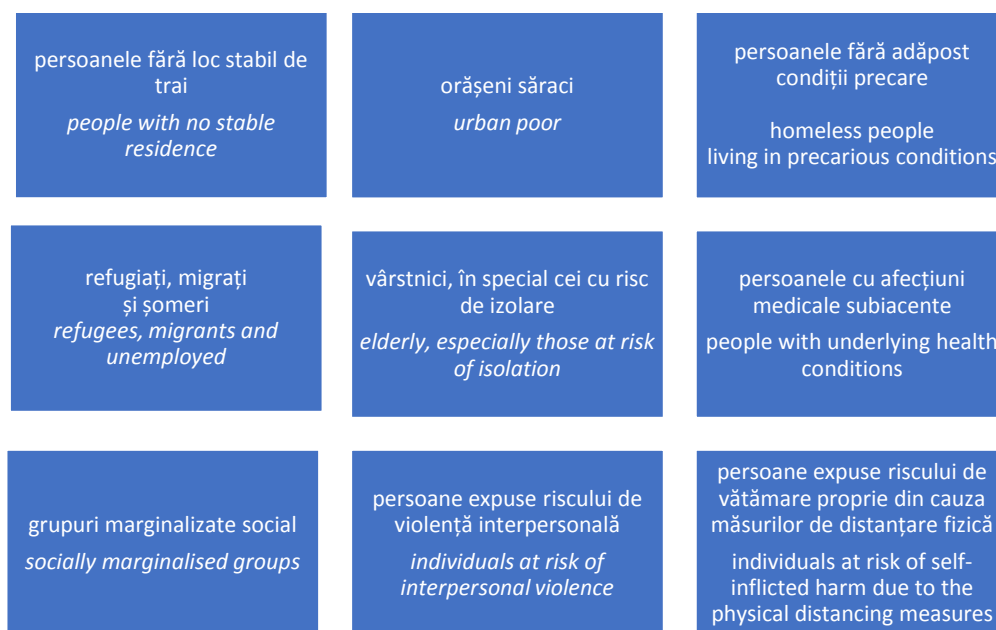 persoanele fără loc stabil de
trai
people with no stable
residence
orășeni săraci
urban poor
persoanele fără adăpost
condiții precare
homeless people
living in precarious conditions
refugiați, migrați
și șomeri
refugees, migrants and
unemployed
vârstnici, în special cei cu risc
de izolare
elderly, especially those at risk
of isolation
persoanele cu afecțiuni
medicale subiacente
people with underlying health
conditions
grupuri marginalizate social
socially marginalised groups
persoane expuse riscului de
violență interpersonală
individuals at risk of
interpersonal violence
persoane expuse riscului de
vătămare proprie din cauza
măsurilor de distanțare fizică
individuals at risk of self-
inflicted harm due to the
physical distancing measures